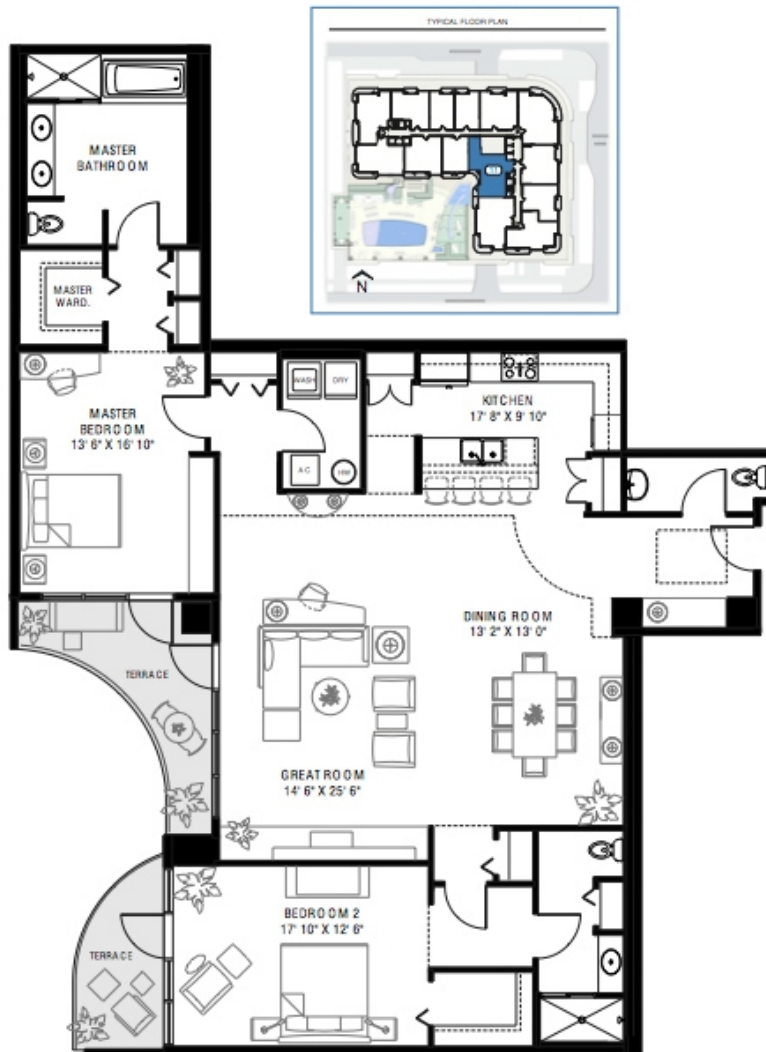 TYPICAL FLOOR PLAN
N
MASTER
BATHROOM
MASTER
WARD.
MASTER
BEDROOM
13' 6" X 16' 10"
WASH
DRY
AC
HW
KITCHEN
17' 8" X 9' 10"
DINING ROOM
13' 2" X 13' 0"
TERRACE
GREAT ROOM
14' 6" X 25' 6"
BEDROOM 2
17' 10" X 12' 6"
TERRACE